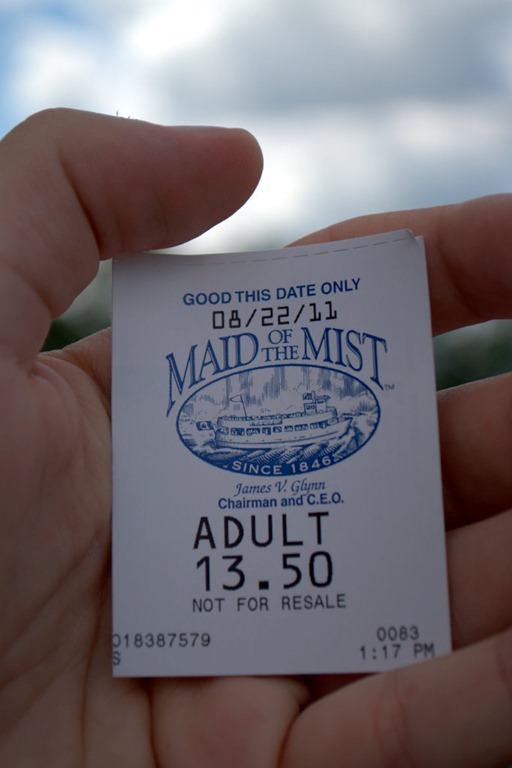 GOOD THIS DATE ONLY
08/22/11
MAID OF THE MIST™
SINCE 1846
James V. Glynn
Chairman and C.E.O.
ADULT
13.50
NOT FOR RESALE
018387579 0083
S 1:17 PM